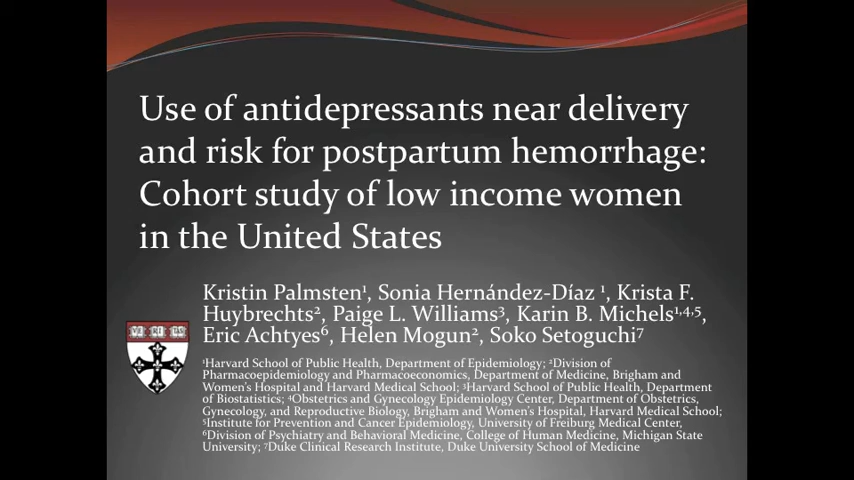 Use of antidepressants near delivery
and risk for postpartum hemorrhage:
Cohort study of low income women
in the United States
Kristin Palmsten¹, Sonia Hernández-Díaz ¹, Krista F.
Huybrechts², Paige L. Williams³, Karin B. Michels¹,⁴,⁵,
Eric Achtyes⁶, Helen Mogun², Soko Setoguchi⁷
VE RI TAS
¹Harvard School of Public Health, Department of Epidemiology; ²Division of
Pharmacoepidemiology and Pharmacoeconomics, Department of Medicine, Brigham and
Women's Hospital and Harvard Medical School; ³Harvard School of Public Health, Department
of Biostatistics; ⁴Obstetrics and Gynecology Epidemiology Center, Department of Obstetrics,
Gynecology, and Reproductive Biology, Brigham and Women's Hospital, Harvard Medical School;
⁵Institute for Prevention and Cancer Epidemiology, University of Freiburg Medical Center,
⁶Division of Psychiatry and Behavioral Medicine, College of Human Medicine, Michigan State
University; ⁷Duke Clinical Research Institute, Duke University School of Medicine